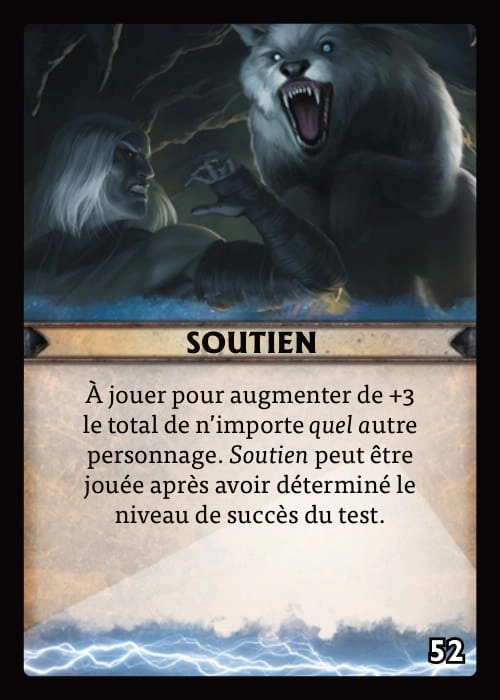 SOUTIEN
À jouer pour augmenter de +3
le total de n'importe quel autre
personnage. Soutien peut être
jouée après avoir déterminé le
niveau de succès du test.
52